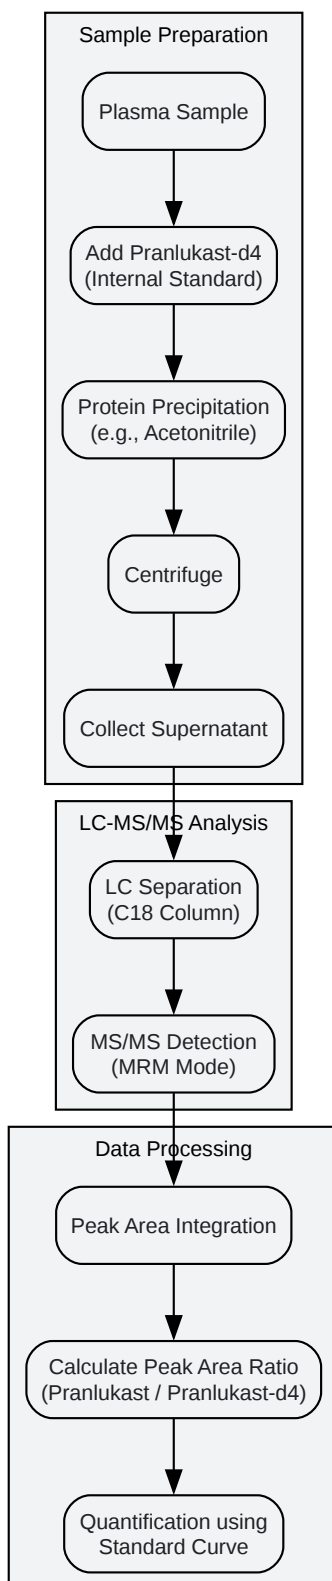 Sample Preparation
Plasma Sample
Add Pranlukast-d4
(Internal Standard)
Protein Precipitation
(e.g., Acetonitrile)
Centrifuge
Collect Supernatant
LC-MS/MS Analysis
LC Separation
(C18 Column)
MS/MS Detection
(MRM Mode)
Data Processing
Peak Area Integration
Calculate Peak Area Ratio
(Pranlukast / Pranlukast-d4)
Quantification using
Standard Curve